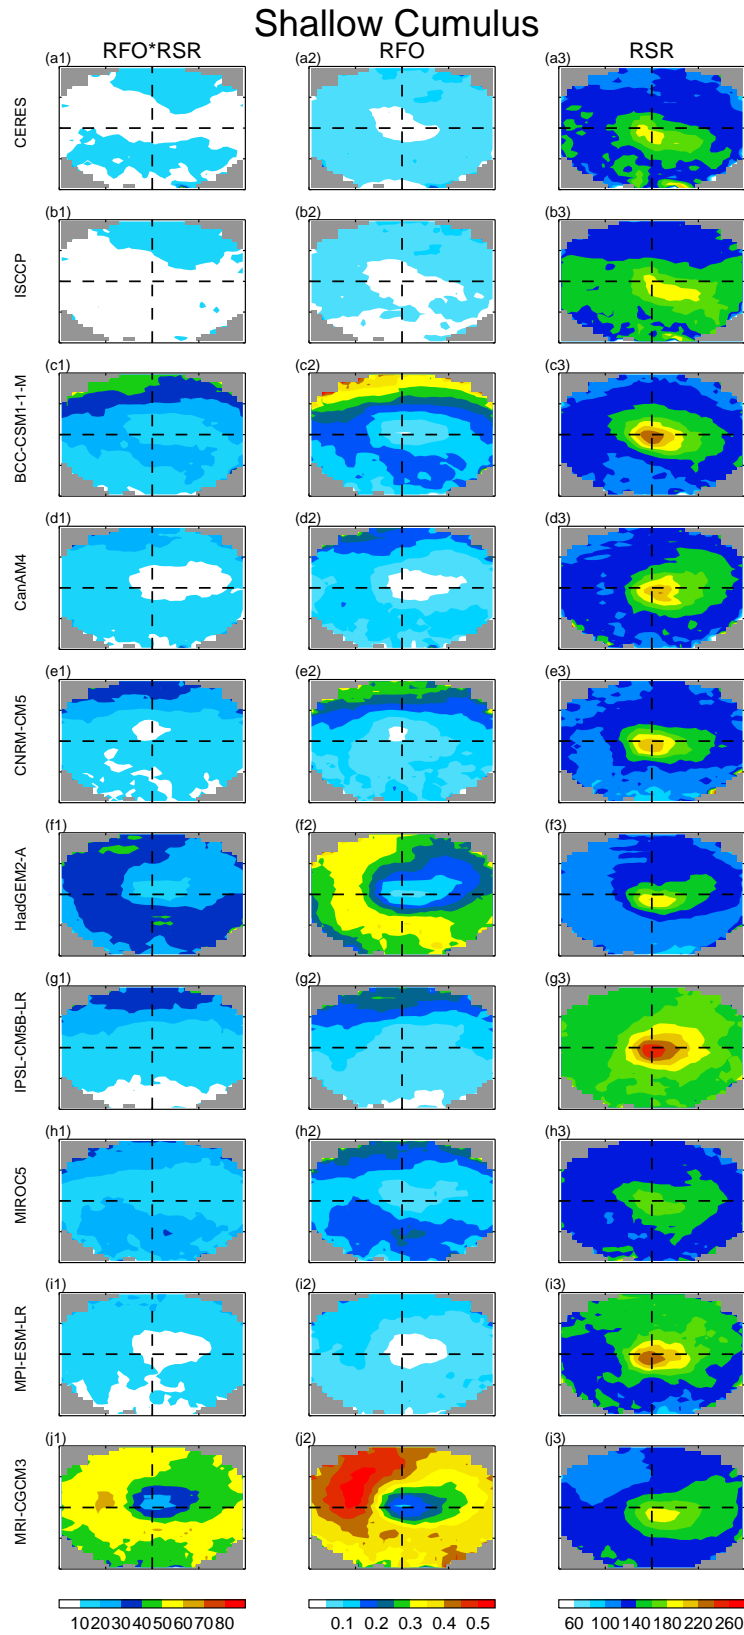 Shallow Cumulus
RFO*RSR RFO RSR
(a1) (a2) (a3)
CERES
(b1) (b2) (b3)
ISCCP
(c1) (c2) (c3)
BCC-CSM1-1-M
(d1) (d2) (d3)
CanAM4
(e1) (e2) (e3)
CNRM-CM5
(f1) (f2) (f3)
HadGEM2-A
(g1) (g2) (g3)
IPSL-CM5B-LR
(h1) (h2) (h3)
MIROC5
(i1) (i2) (i3)
MPI-ESM-LR
(j1) (j2) (j3)
MRI-CGCM3
10 20 30 40 50 60 70 80 0.1 0.2 0.3 0.4 0.5 60 100 140 180 220 260